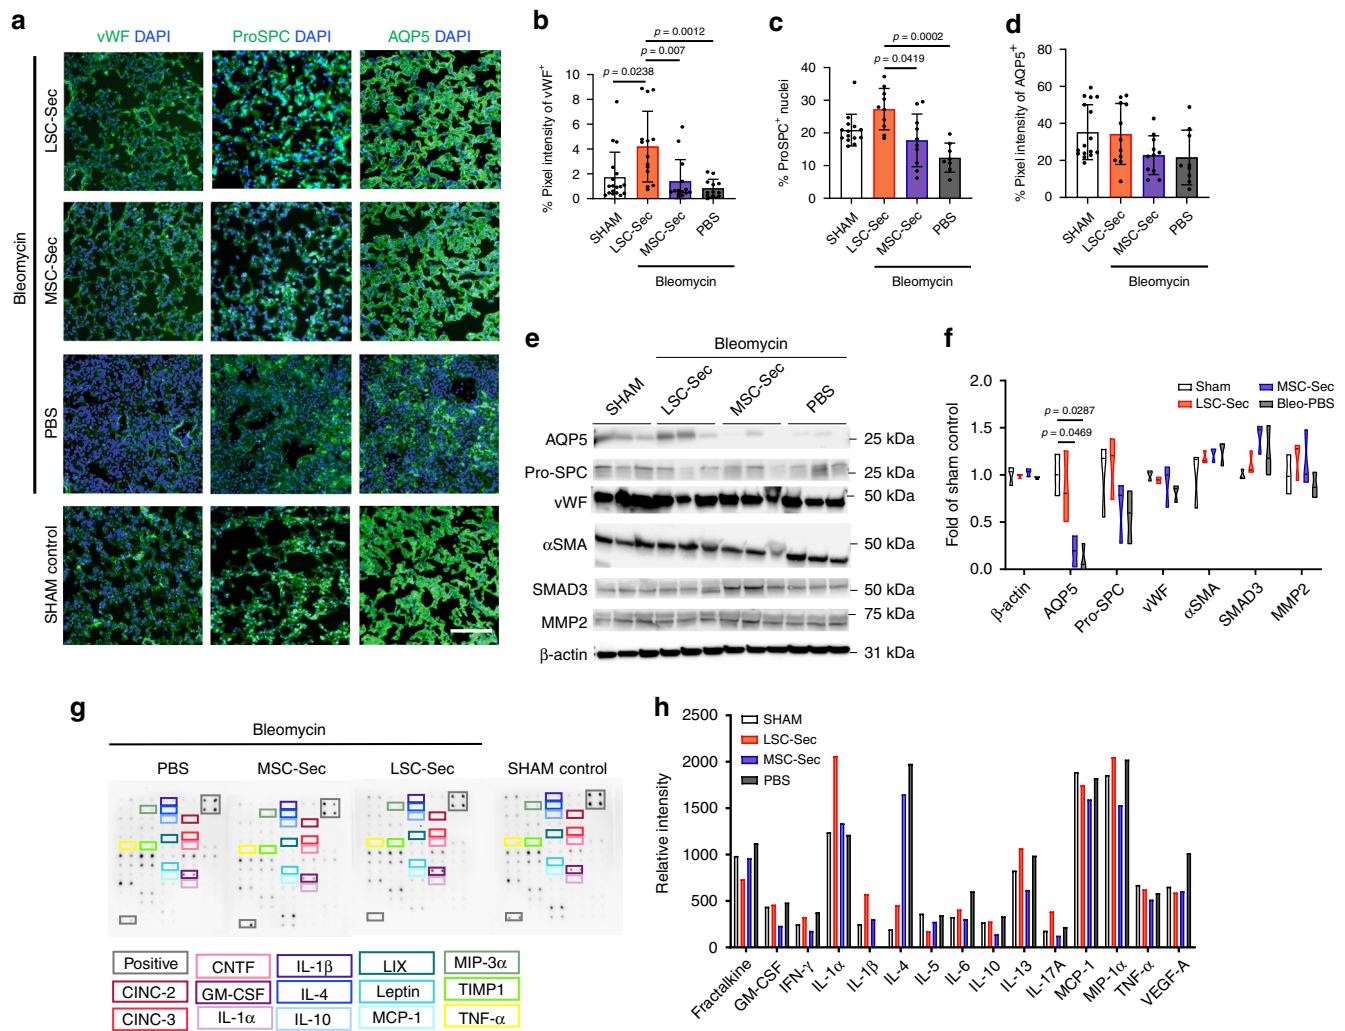 a
vWF DAPI
ProSPC DAPI
AQP5 DAPI
Bleomycin
LSC-Sec
MSC-Sec
PBS
SHAM control
b
p = 0.0012
p = 0.007
p = 0.0238
% Pixel intensity of vWF+
10
8
6
4
2
0
SHAM
LSC-Sec
MSC-Sec
PBS
Bleomycin
c
p = 0.0002
p = 0.0419
% ProSPC+ nuclei
40
30
20
10
0
SHAM
LSC-Sec
MSC-Sec
PBS
Bleomycin
d
% Pixel intensity of AQP5+
80
60
40
20
0
SHAM
LSC-Sec
MSC-Sec
PBS
Bleomycin
e
Bleomycin
SHAM
LSC-Sec
MSC-Sec
PBS
AQP5
25 kDa
Pro-SPC
25 kDa
vWF
50 kDa
αSMA
50 kDa
SMAD3
50 kDa
MMP2
75 kDa
β-actin
31 kDa
f
Fold of sham control
2.0
1.5
1.0
0.5
0.0
Sham
LSC-Sec
MSC-Sec
Bleo-PBS
p = 0.0287
p = 0.0469
β-actin
AQP5
Pro-SPC
vWF
αSMA
SMAD3
MMP2
g
Bleomycin
PBS
MSC-Sec
LSC-Sec
SHAM control
Positive
CNTF
IL-1β
LIX
MIP-3α
CINC-2
GM-CSF
IL-4
Leptin
TIMP1
CINC-3
IL-1α
IL-10
MCP-1
TNF-α
h
Relative intensity
2500
2000
1500
1000
500
0
SHAM
LSC-Sec
MSC-Sec
PBS
Fractalkine
GM-CSF
IFN-γ
IL-1α
IL-1β
IL-4
IL-5
IL-6
IL-10
IL-13
IL-17A
MCP-1
MIP-1α
TNF-α
VEGF-A